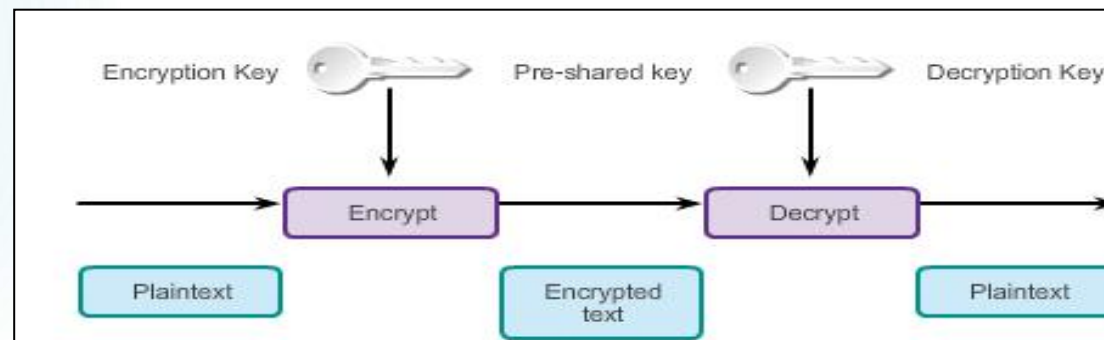 Encryption Key
Pre-shared key
Decryption Key
Encrypt
Decrypt
Plaintext
Encrypted
text
Plaintext